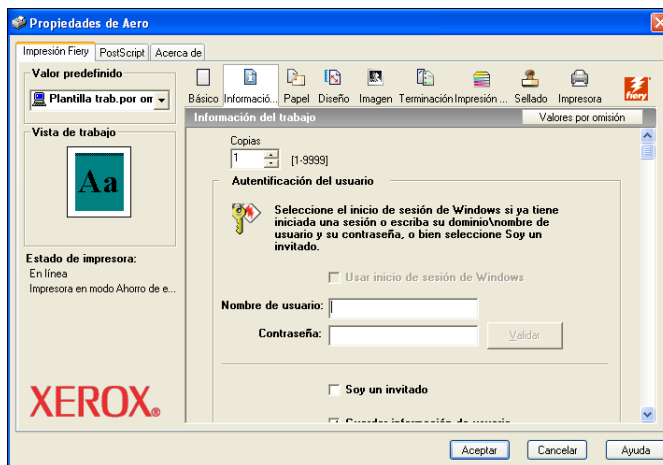 Propiedades de Aero
Impresión Fiery PostScript Acerca de
Valor predefinido
Plantilla trab.por om
Vista de trabajo
Aa
Estado de impresora:
En línea
Impresora en modo Ahorro de e...
XEROX®
Básico Informació... Papel Diseño Imagen Terminación Impresión ... Sellado Impresora
fiery
Información del trabajo Valores por omisión
Copias
1 [1-9999]
Autentificación del usuario
Seleccione el inicio de sesión de Windows si ya tiene
iniciada una sesión o escriba su dominio\nombre de
usuario y su contraseña, o bien seleccione Soy un
invitado.
Usar inicio de sesión de Windows
Nombre de usuario:
Contraseña:
Validar
Soy un invitado
Guardar información de usuario
Aceptar Cancelar Ayuda